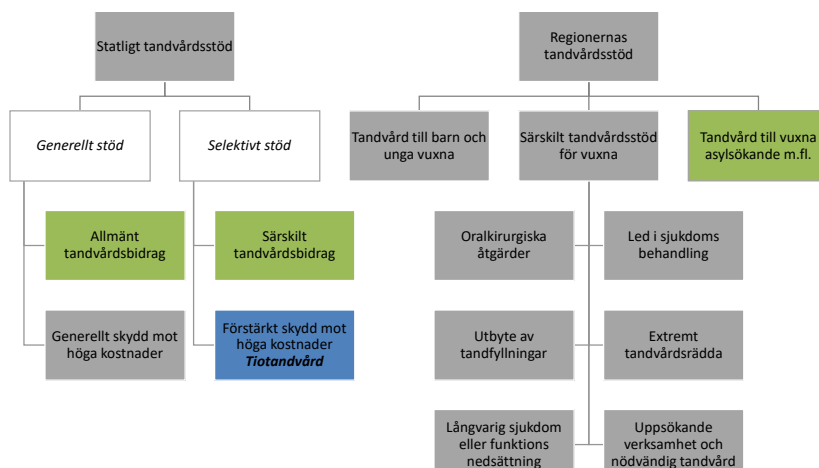 Statligt tandvårdsstöd
Generellt stöd
Selektivt stöd
Allmänt
tandvårdsbidrag
Särskilt
tandvårdsbidrag
Generellt skydd mot
höga kostnader
Förstärkt skydd mot
höga kostnader
Tiotandvård
Regionernas
tandvårdsstöd
Tandvård till barn och
unga vuxna
Särskilt tandvårdsstöd
för vuxna
Tandvård till vuxna
asylsökande m.fl.
Oralkirurgiska
åtgärder
Led i sjukdoms
behandling
Utbyte av
tandfyllningar
Extremt
tandvårdsrädda
Långvarig sjukdom
eller funktions
nedsättning
Uppsökande
verksamhet och
nödvändig tandvård